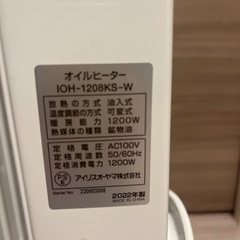 オイルヒーター
IOH-1208KS-W
放熱の方式 油入式
温度調節の方式 可変式
暖房能力 1200W
熱媒体の種類 鉱物油
定格電圧 AC100V
定格周波数 50/60Hz
定格消費電力 1200W
PS
E
アイリスオーヤマ株式会社
2022年製
MADE IN CHINA